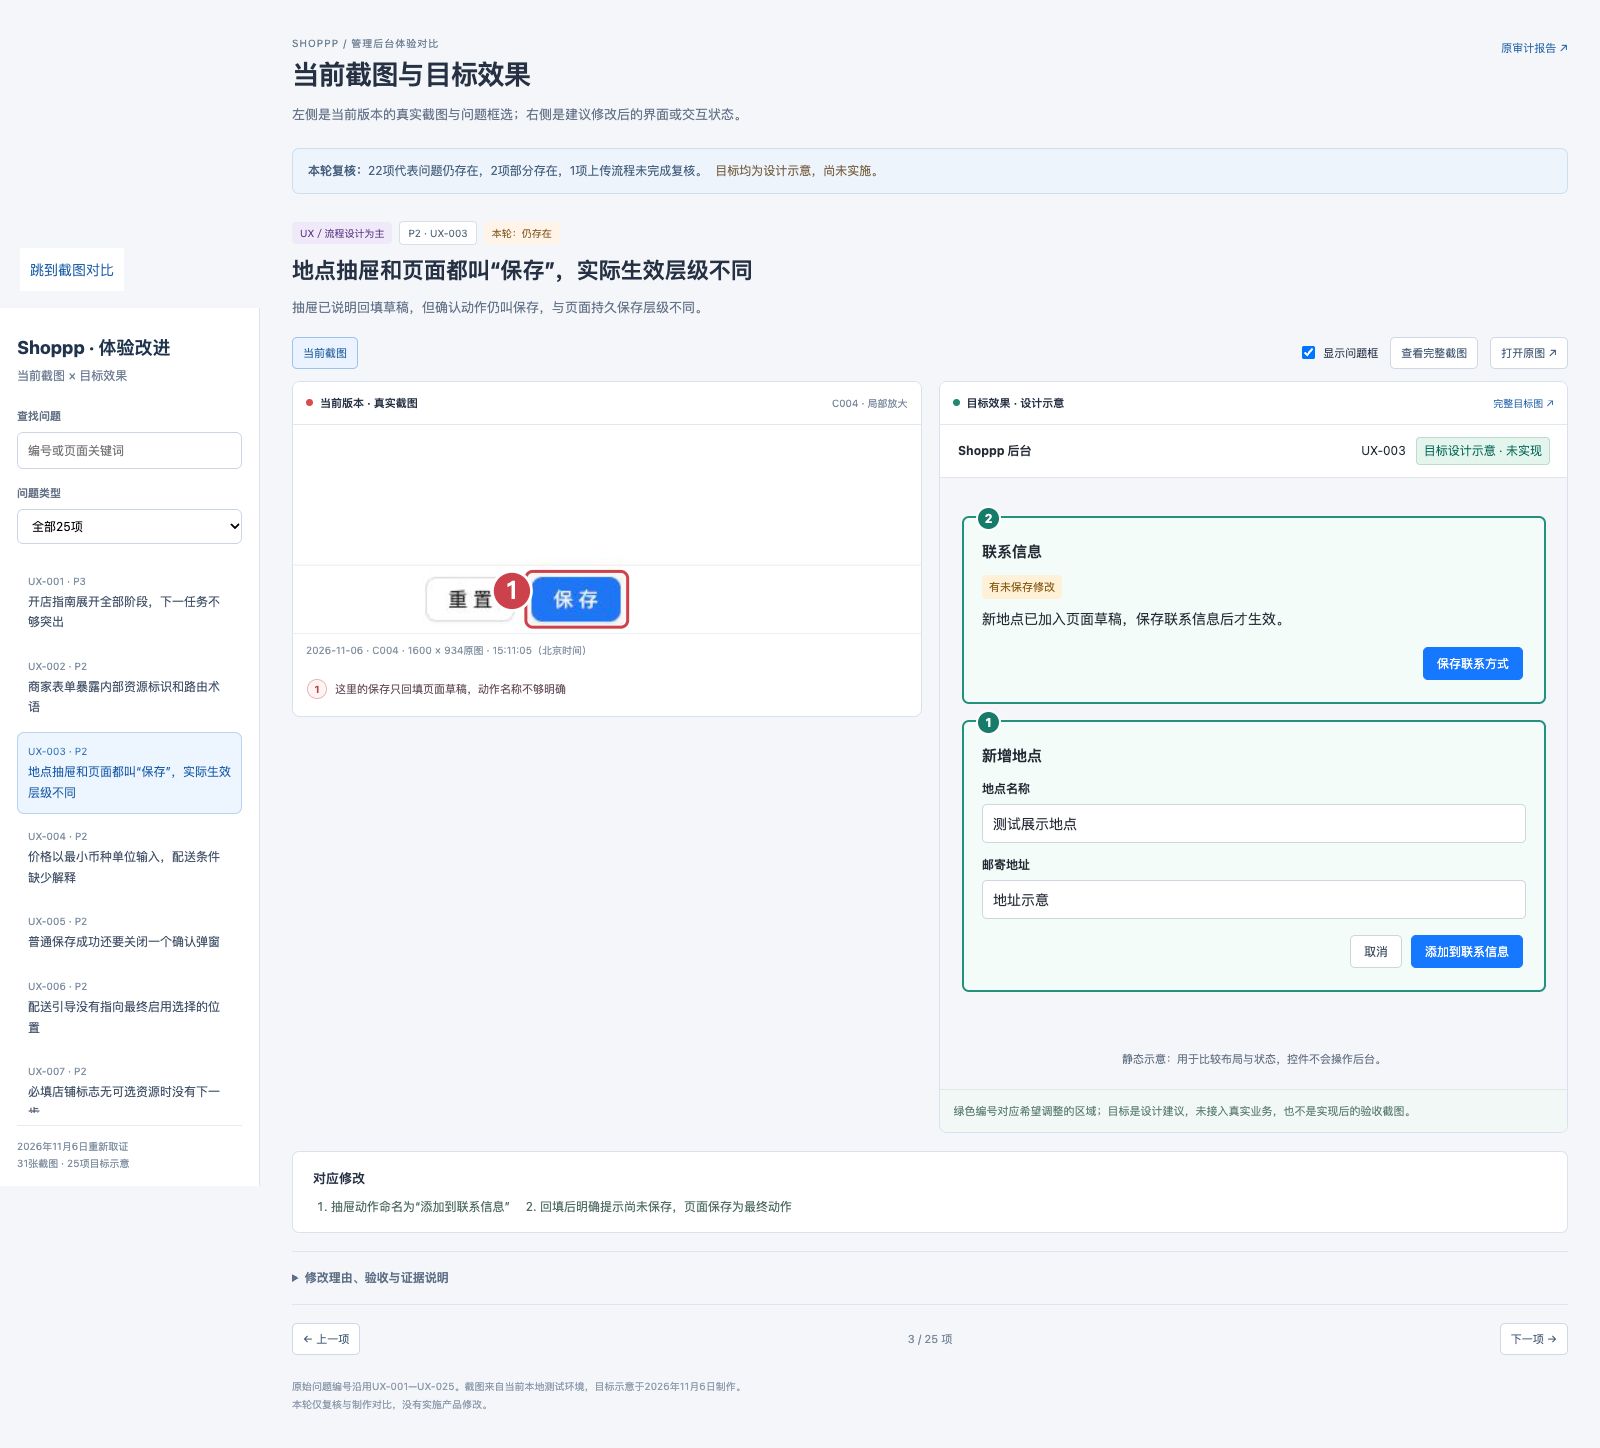 SHOPPP / 管理后台体验对比
当前截图与目标效果
原审计报告 ↗
左侧是当前版本的真实截图与问题框选；右侧是建议修改后的界面或交互状态。
本轮复核：22项代表问题仍存在，2项部分存在，1项上传流程未完成复核。 目标均为设计示意，尚未实施。
跳到截图对比
Shoppp · 体验改进
当前截图 × 目标效果
查找问题
编号或页面关键词
问题类型
全部25项
UX-001 · P3
开店指南展开全部阶段，下一任务不
够突出
UX-002 · P2
商家表单暴露内部资源标识和路由术
语
UX-003 · P2
地点抽屉和页面都叫“保存”，实际生效
层级不同
UX-004 · P2
价格以最小币种单位输入，配送条件
缺少解释
UX-005 · P2
普通保存成功还要关闭一个确认弹窗
UX-006 · P2
配送引导没有指向最终启用选择的位
置
UX-007 · P2
必填店铺标志无可选资源时没有下一
2026年11月6日重新取证
31张截图 · 25项目标示意
UX / 流程设计为主
P2 · UX-003
本轮：仍存在
地点抽屉和页面都叫“保存”，实际生效层级不同
抽屉已说明回填草稿，但确认动作仍叫保存，与页面持久保存层级不同。
当前截图
显示问题框
查看完整截图
打开原图 ↗
当前版本 · 真实截图
C004 · 局部放大
重 置
1
保 存
2026-11-06 · C004 · 1600 × 934原图 · 15:11:05（北京时间）
1 这里的保存只回填页面草稿，动作名称不够明确
目标效果 · 设计示意
完整目标图 ↗
Shoppp 后台
UX-003
目标设计示意 · 未实现
2
联系信息
有未保存修改
新地点已加入页面草稿，保存联系信息后才生效。
保存联系方式
1
新增地点
地点名称
测试展示地点
邮寄地址
地址示意
取消
添加到联系信息
静态示意：用于比较布局与状态，控件不会操作后台。
绿色编号对应希望调整的区域；目标是设计建议，未接入真实业务，也不是实现后的验收截图。
对应修改
1. 抽屉动作命名为“添加到联系信息” 2. 回填后明确提示尚未保存，页面保存为最终动作
▶ 修改理由、验收与证据说明
← 上一项
3 / 25 项
下一项 →
原始问题编号沿用UX-001—UX-025。截图来自当前本地测试环境，目标示意于2026年11月6日制作。
本轮仅复核与制作对比，没有实施产品修改。